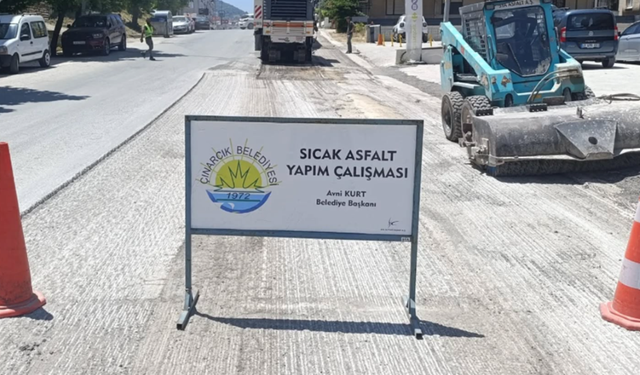 ÇINARCIK BELEDİYESİ
1972
SICAK ASFALT
YAPIM ÇALIŞMASI
Avni KURT
Belediye Başkanı